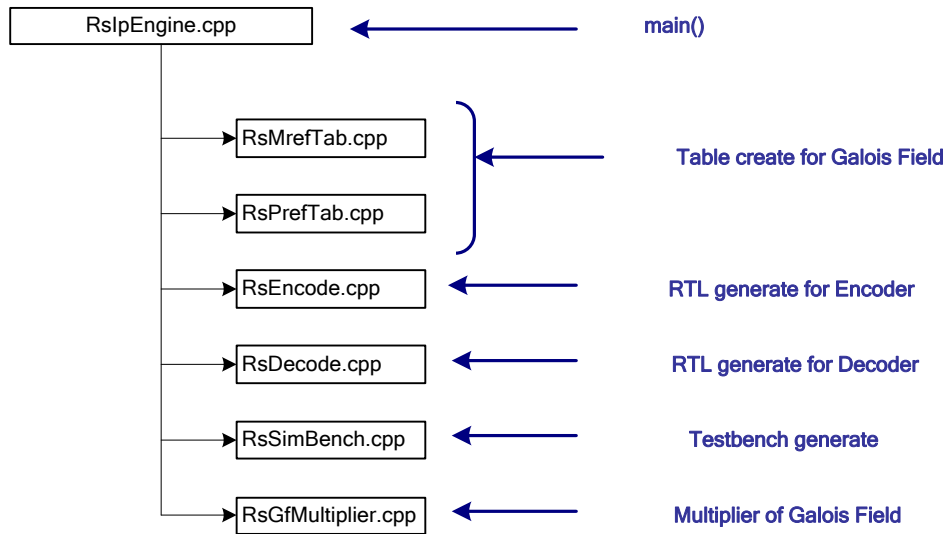 RsIpEngine.cpp
main()
RsMrefTab.cpp
Table create for Galois Field
RsPrefTab.cpp
RsEncode.cpp
RTL generate for Encoder
RsDecode.cpp
RTL generate for Decoder
RsSimBench.cpp
Testbench generate
RsGfMultiplier.cpp
Multiplier of Galois Field